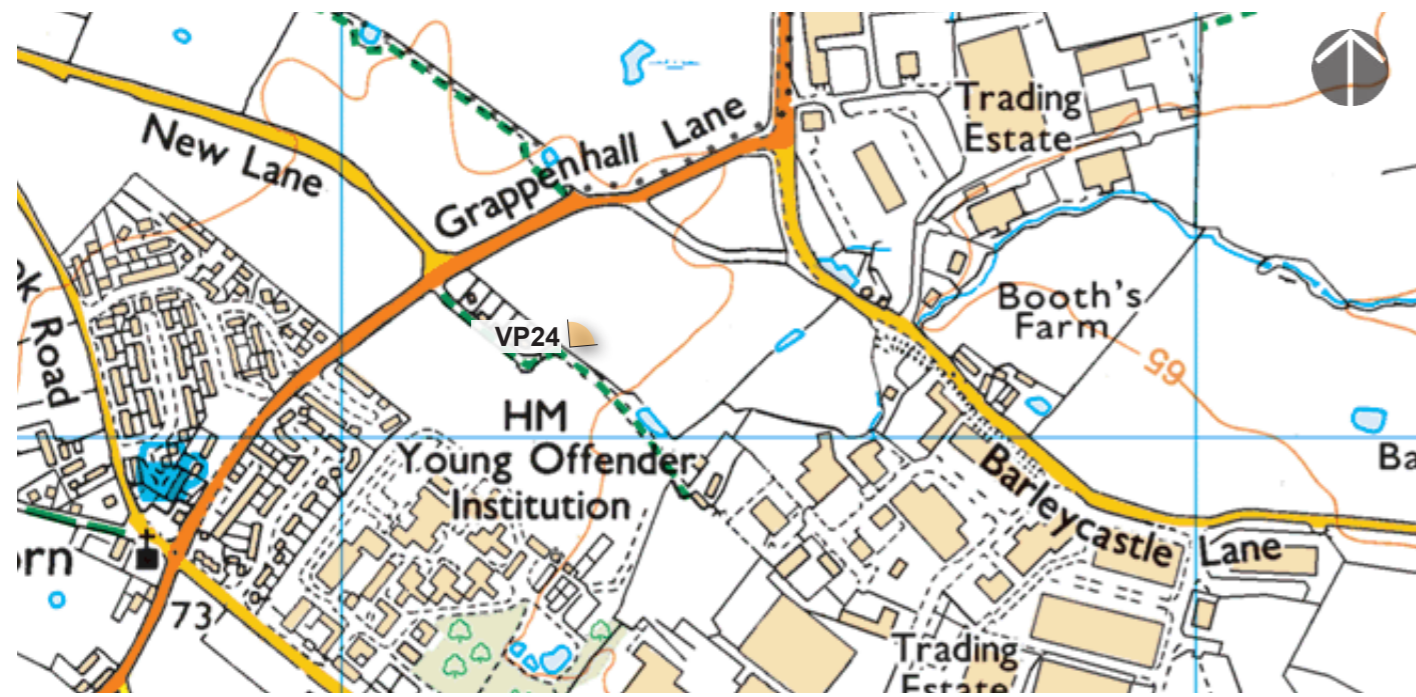 New Lane
Grappenhall Lane
Trading
Estate
VP24
Booth's
Farm
65
Road
HM
Young Offender
Institution
Barleycastle Lane
Ba
orn
73
Trading
Estate